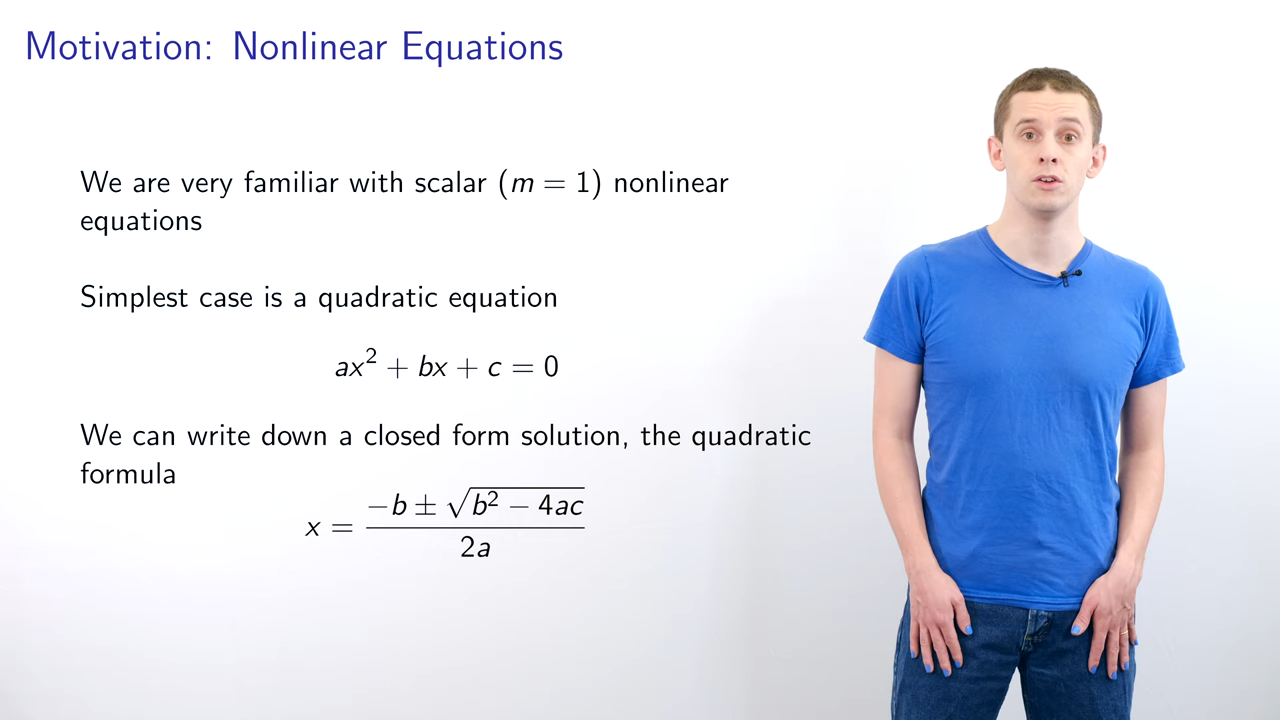 Motivation: Nonlinear Equations
We are very familiar with scalar (m = 1) nonlinear
equations
Simplest case is a quadratic equation
ax² + bx + c = 0
We can write down a closed form solution, the quadratic
formula
x = (−b ± √(b² − 4ac)) / 2a